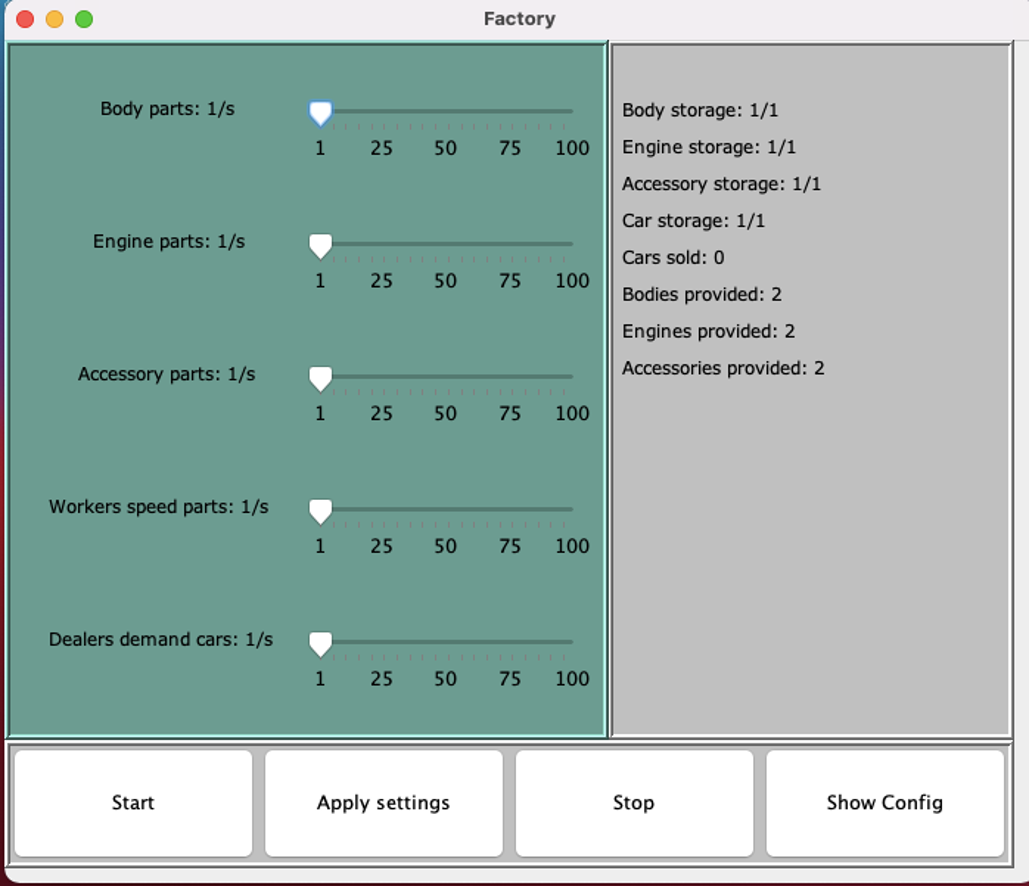 Factory
Body parts: 1/s
1 25 50 75 100
Engine parts: 1/s
1 25 50 75 100
Accessory parts: 1/s
1 25 50 75 100
Workers speed parts: 1/s
1 25 50 75 100
Dealers demand cars: 1/s
1 25 50 75 100
Body storage: 1/1
Engine storage: 1/1
Accessory storage: 1/1
Car storage: 1/1
Cars sold: 0
Bodies provided: 2
Engines provided: 2
Accessories provided: 2
Start Apply settings Stop Show Config